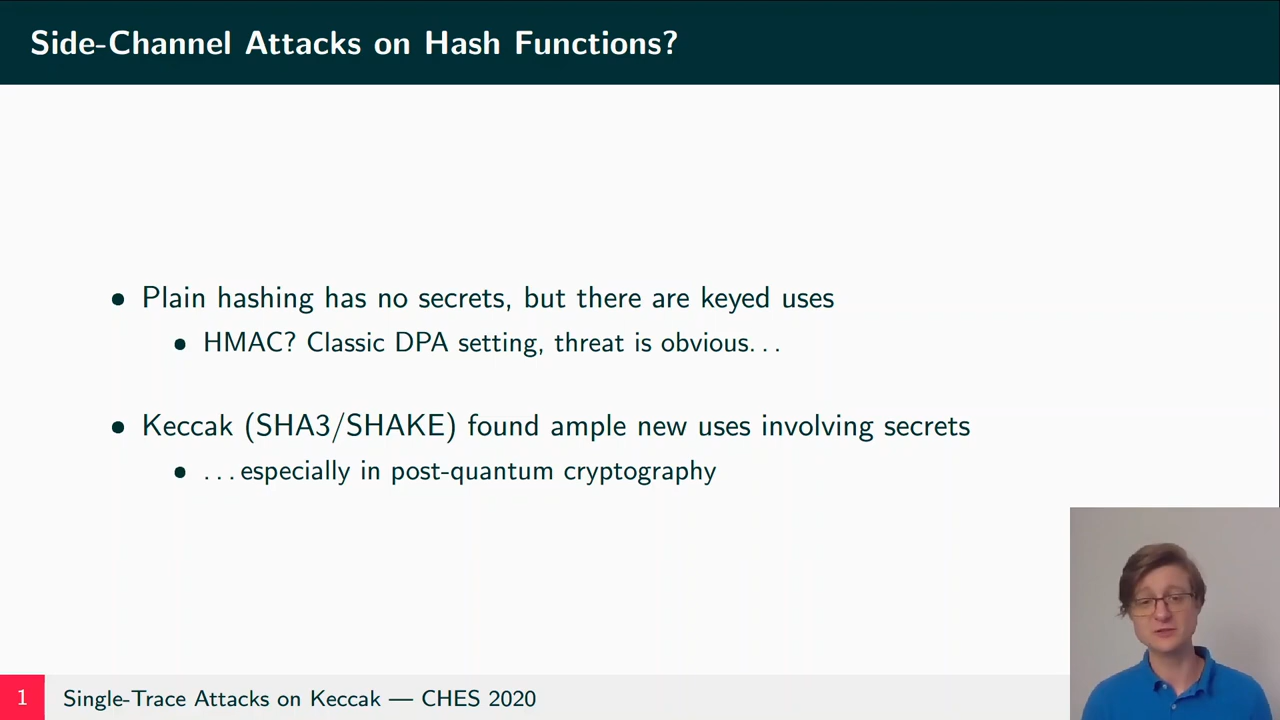 Side-Channel Attacks on Hash Functions?
• Plain hashing has no secrets, but there are keyed uses
• HMAC? Classic DPA setting, threat is obvious...
• Keccak (SHA3/SHAKE) found ample new uses involving secrets
• ...especially in post-quantum cryptography
1 Single-Trace Attacks on Keccak — CHES 2020